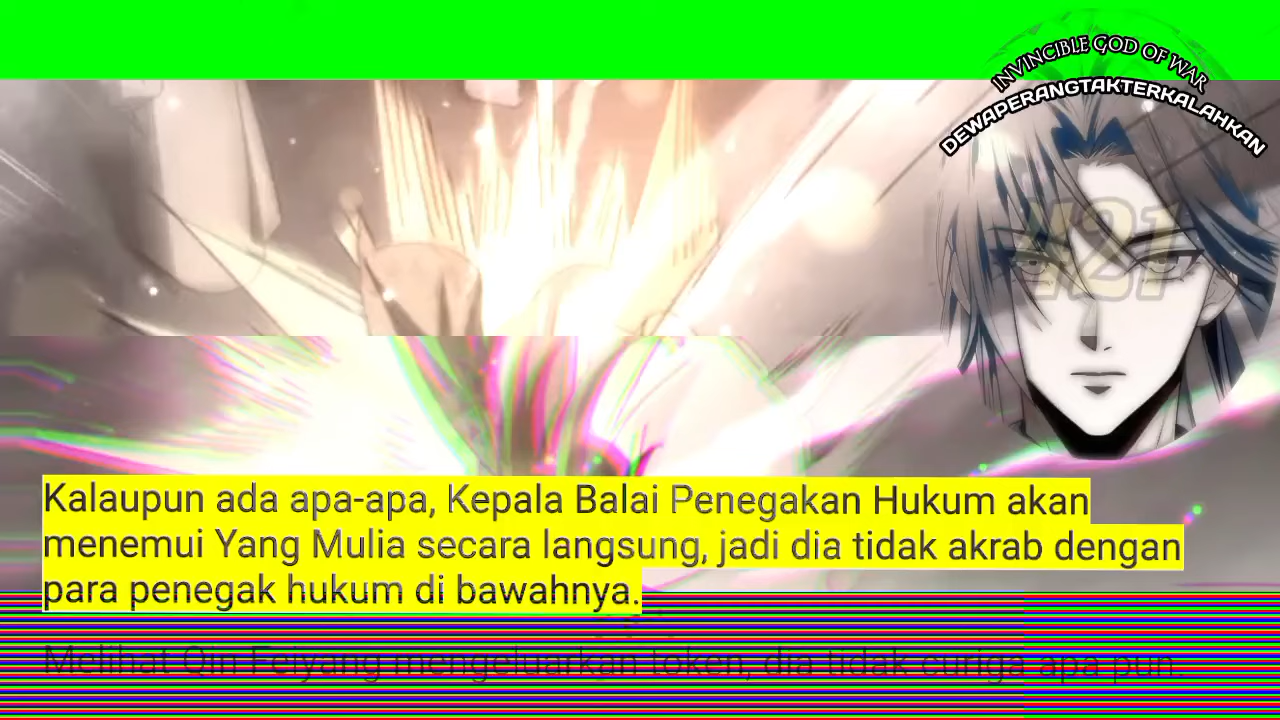 INVINCIBLE GOD OF WAR
DEWAPERANGTAKTERKALAHKAN
421
Kalaupun ada apa-apa, Kepala Balai Penegakan Hukum akan
menemui Yang Mulia secara langsung, jadi dia tidak akrab dengan
para penegak hukum di bawahnya.
Melihat Qin Feiyang mengeluarkan token, dia tidak curiga apa pun.